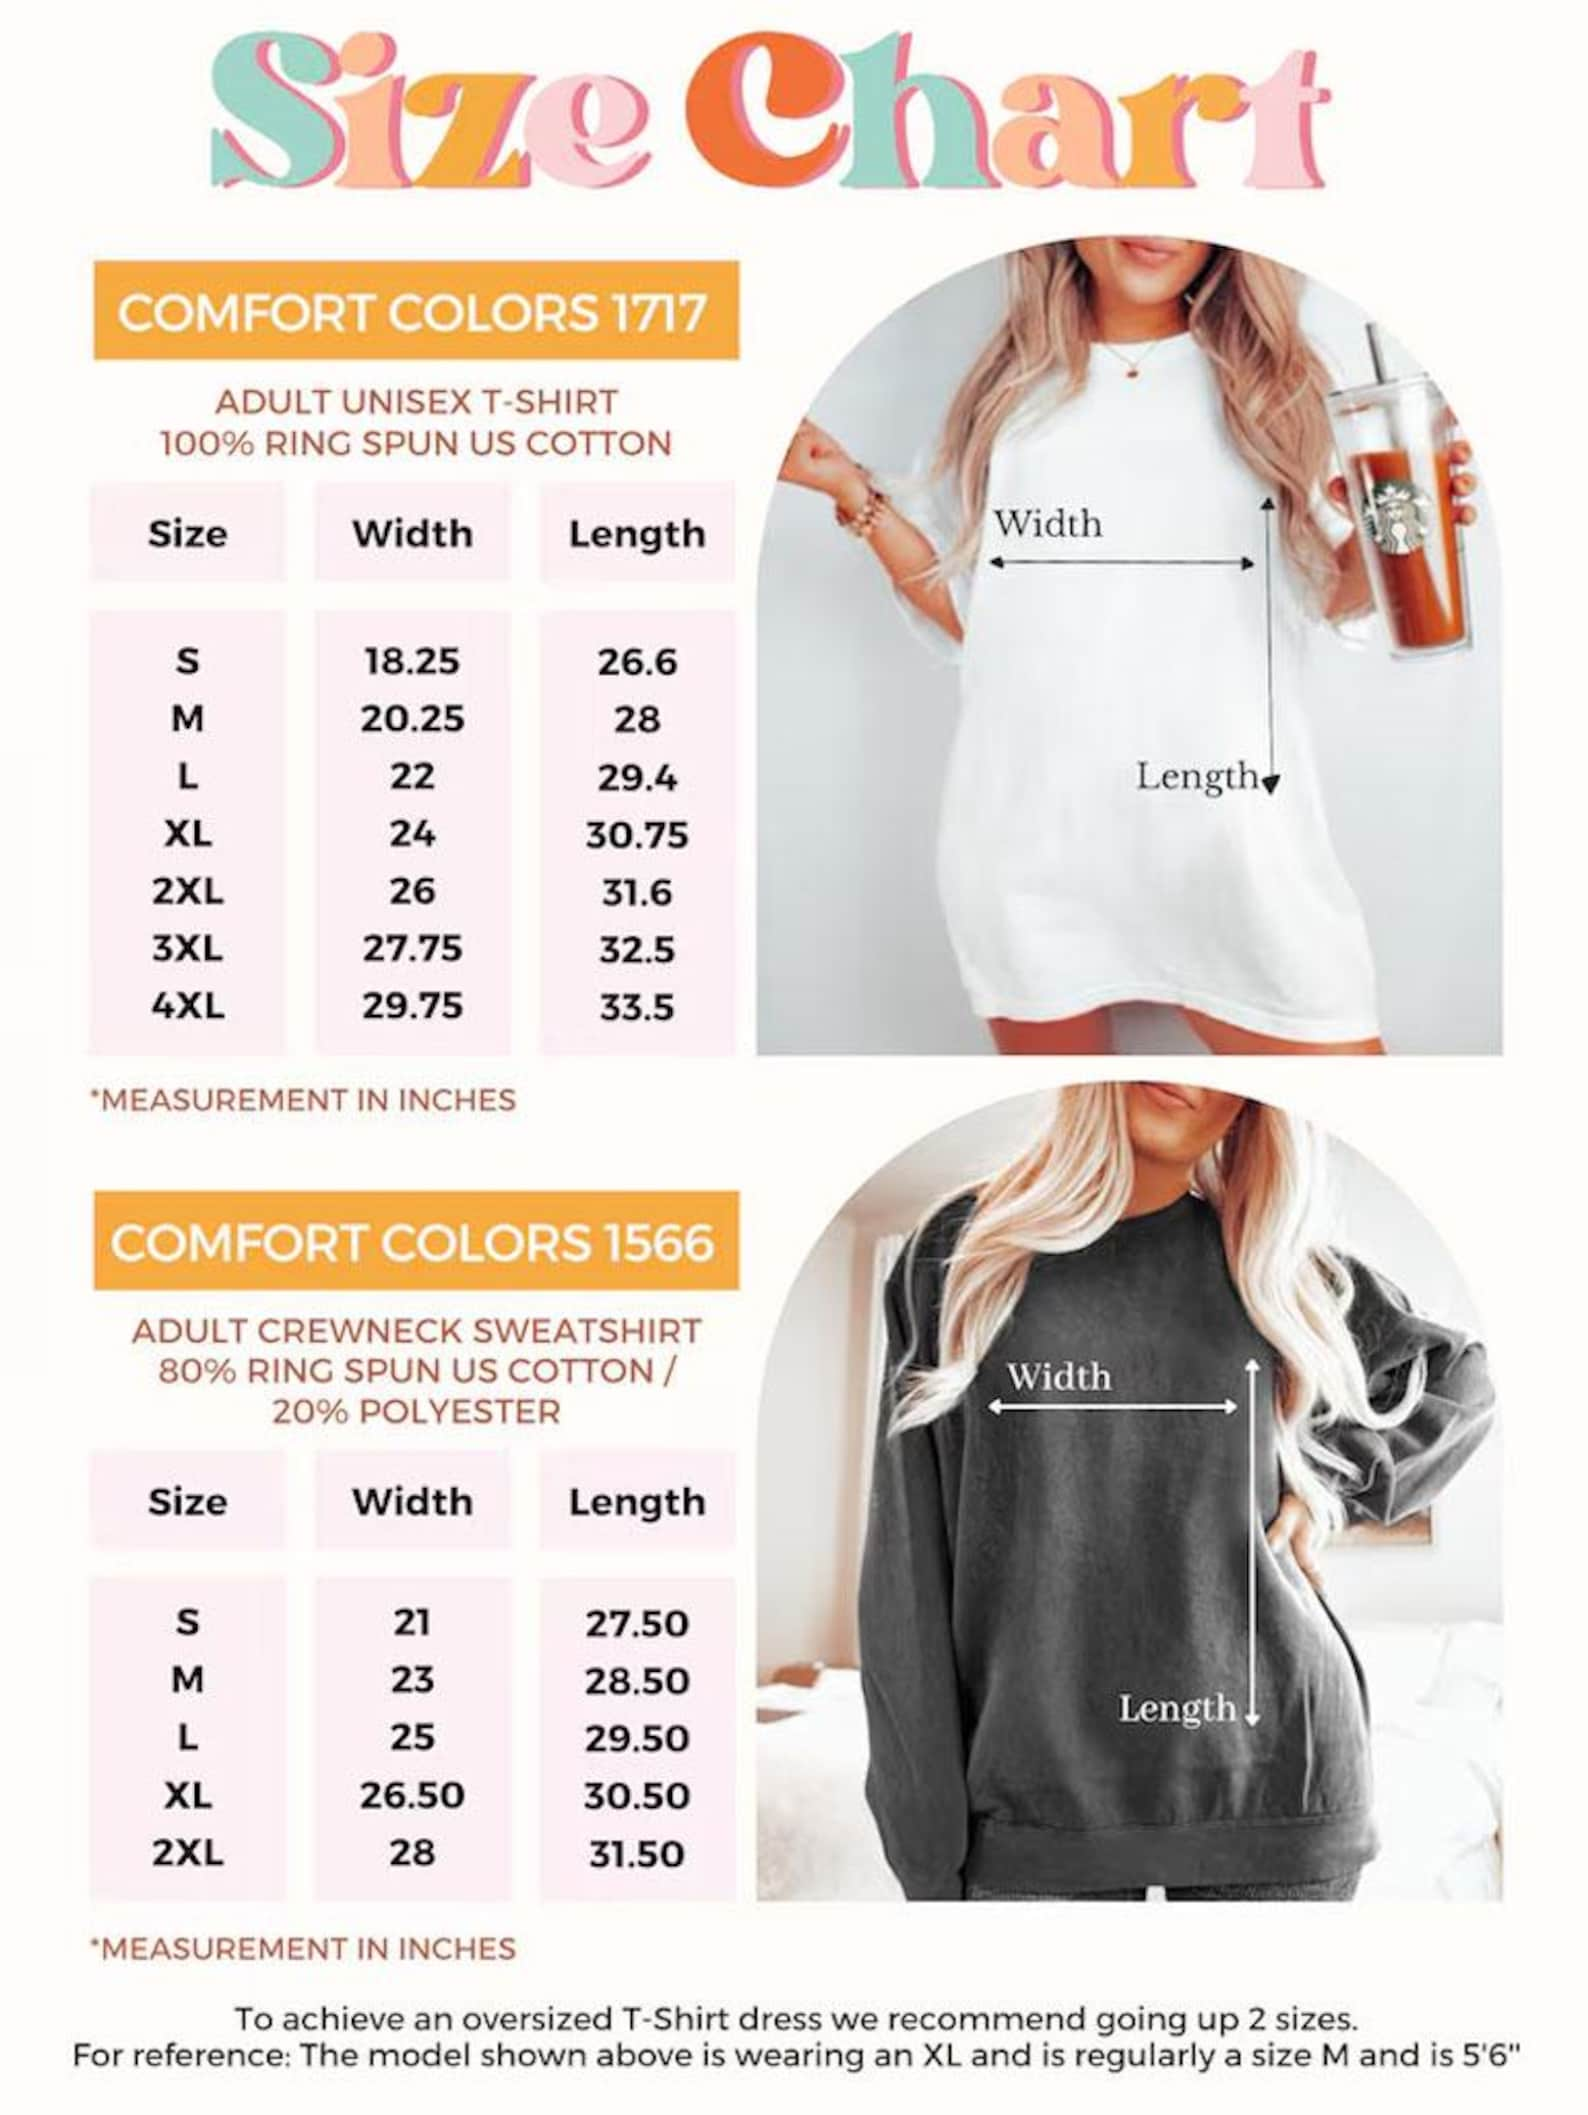 Size Chart
COMFORT COLORS 1717
ADULT UNISEX T-SHIRT
100% RING SPUN US COTTON
Size Width Length
S 18.25 26.6
M 20.25 28
L 22 29.4
XL 24 30.75
2XL 26 31.6
3XL 27.75 32.5
4XL 29.75 33.5
*MEASUREMENT IN INCHES
Width
Length
COMFORT COLORS 1566
ADULT CREWNECK SWEATSHIRT
80% RING SPUN US COTTON /
20% POLYESTER
Size Width Length
S 21 27.50
M 23 28.50
L 25 29.50
XL 26.50 30.50
2XL 28 31.50
*MEASUREMENT IN INCHES
Width
Length
To achieve an oversized T-Shirt dress we recommend going up 2 sizes.
For reference: The model shown above is wearing an XL and is regularly a size M and is 5'6"